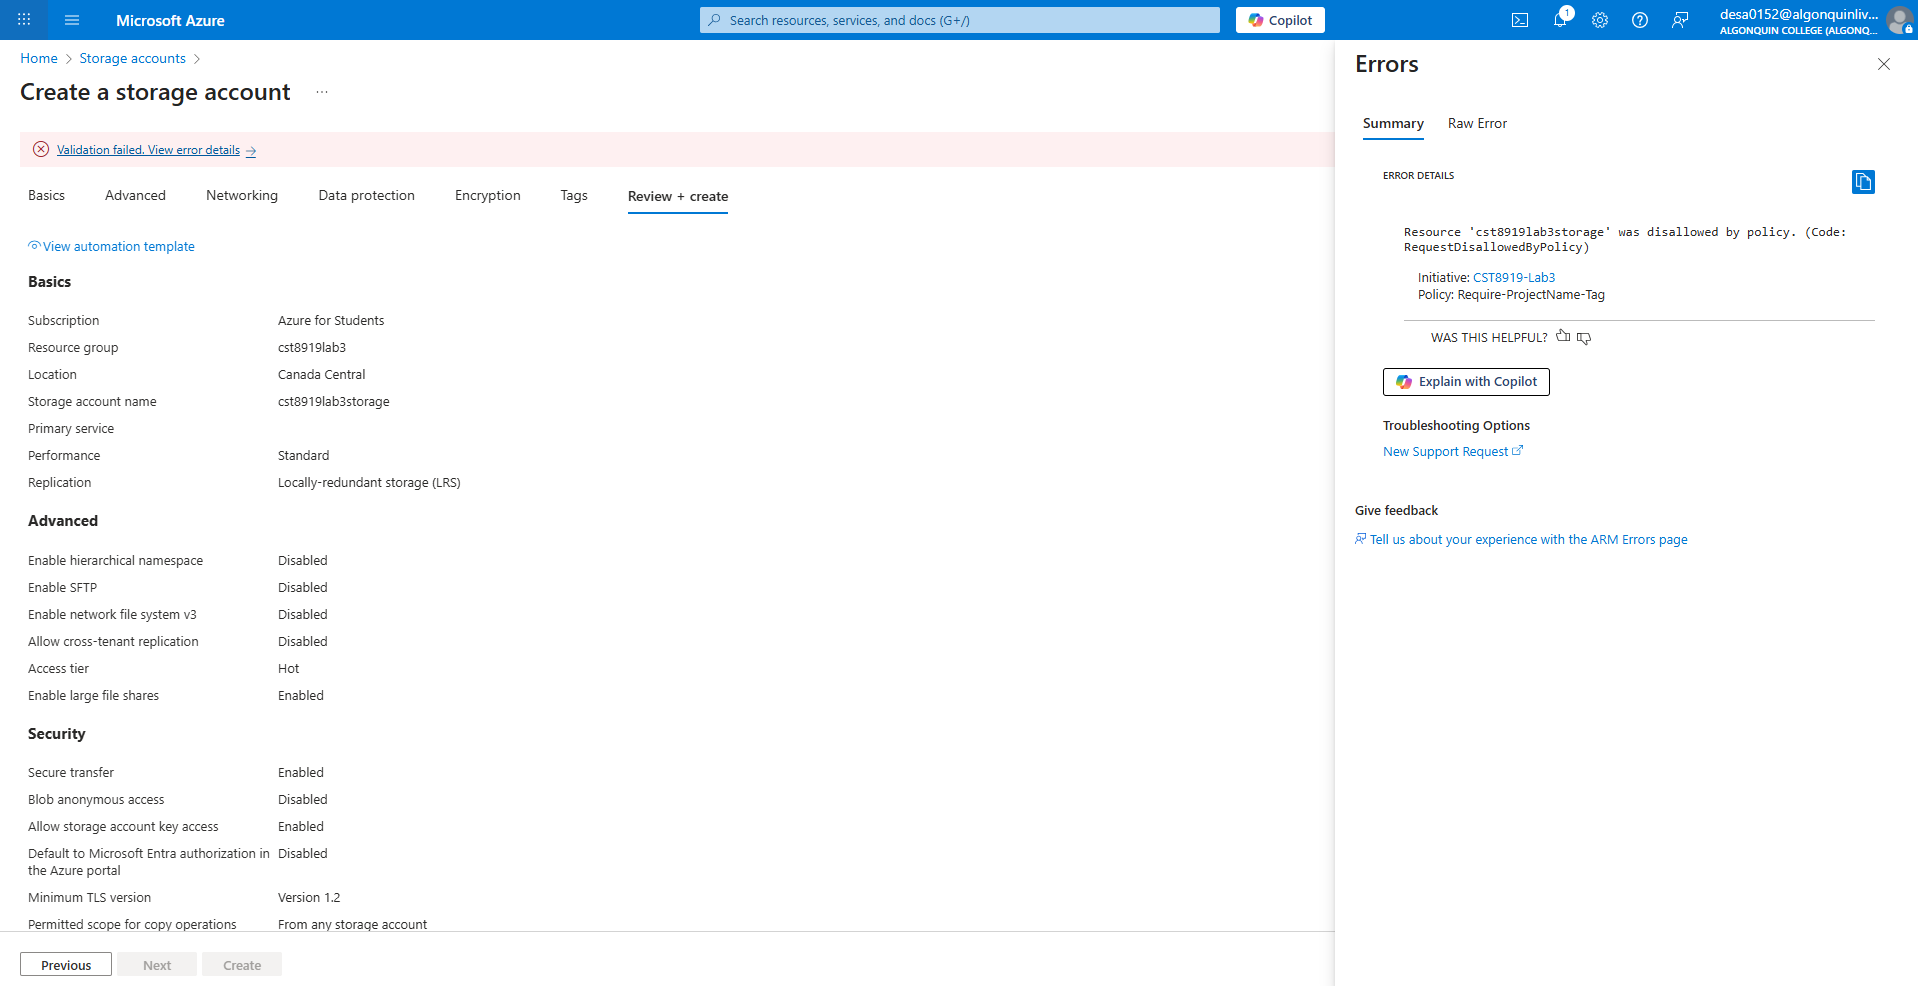 Microsoft Azure
Search resources, services, and docs (G+/)
Copilot
1
desa0152@algonquinliv...
ALGONQUIN COLLEGE (ALGONQ...
Home > Storage accounts >
Create a storage account ...
Validation failed. View error details →
Basics Advanced Networking Data protection Encryption Tags Review + create
View automation template
Basics
Subscription Azure for Students
Resource group cst8919lab3
Location Canada Central
Storage account name cst8919lab3storage
Primary service
Performance Standard
Replication Locally-redundant storage (LRS)
Advanced
Enable hierarchical namespace Disabled
Enable SFTP Disabled
Enable network file system v3 Disabled
Allow cross-tenant replication Disabled
Access tier Hot
Enable large file shares Enabled
Security
Secure transfer Enabled
Blob anonymous access Disabled
Allow storage account key access Enabled
Default to Microsoft Entra authorization in Disabled
the Azure portal
Minimum TLS version Version 1.2
Permitted scope for copy operations From any storage account
Previous Next Create
Errors
Summary Raw Error
ERROR DETAILS
Resource 'cst8919lab3storage' was disallowed by policy. (Code:
RequestDisallowedByPolicy)
Initiative: CST8919-Lab3
Policy: Require-ProjectName-Tag
WAS THIS HELPFUL?
Explain with Copilot
Troubleshooting Options
New Support Request
Give feedback
Tell us about your experience with the ARM Errors page